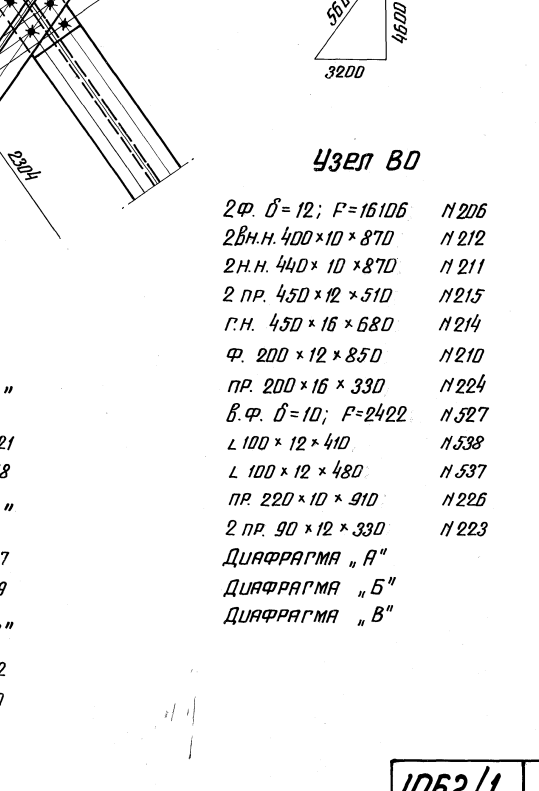 4600
3200
2304
Узел ВО
2Ф. δ=12; F=16106 N206
2вн.н. 400×10×870 N212
2н.н. 440×10×870 N211
2 пр. 450×12×510 N215
г.н. 450×16×680 N214
Ф. 200×12×850 N210
пр. 200×16×330 N224
в.ф. δ=10; F=2422 N527
L 100×12×410 N538
L 100×12×480 N537
пр. 220×10×910 N226
2 пр. 90×12×330 N223
Диафрагма „А"
Диафрагма „Б"
Диафрагма „В"